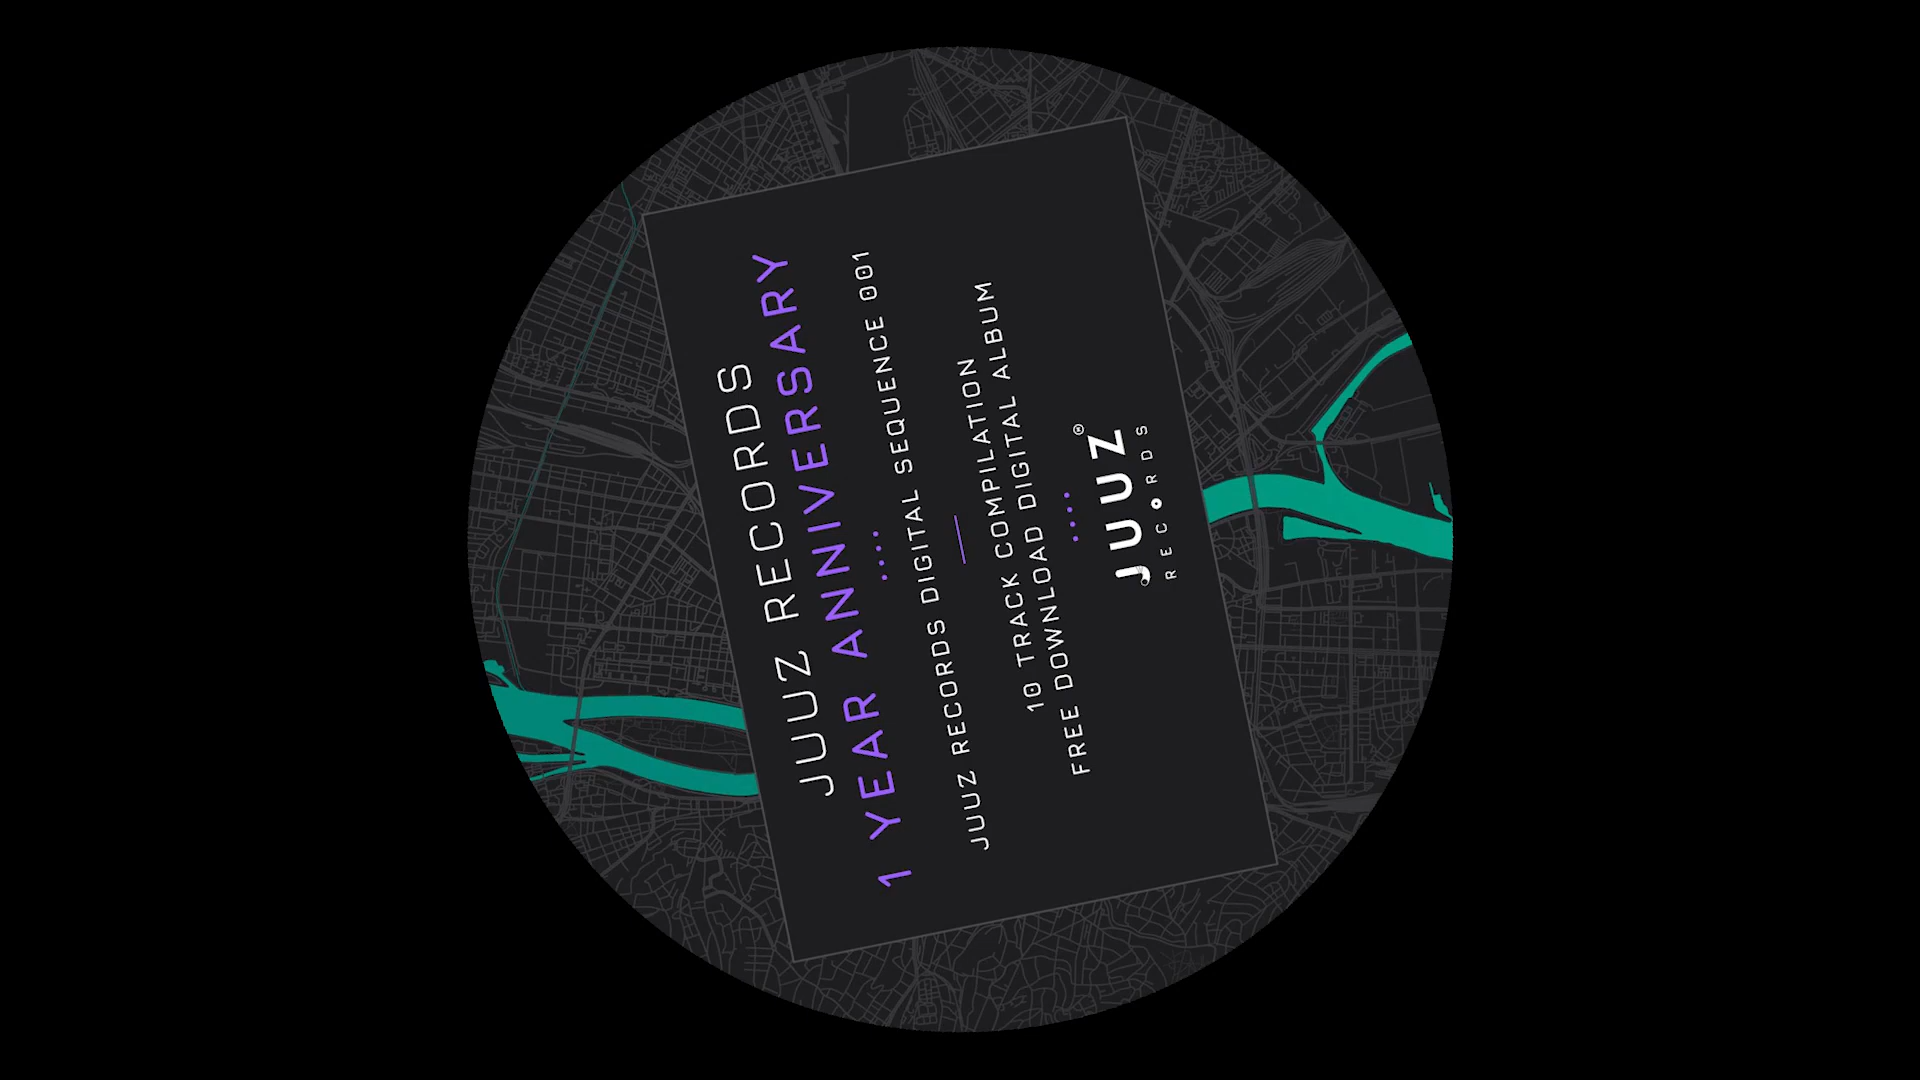 JUUZ RECORDS
1 YEAR ANNIVERSARY
JUUZ RECORDS DIGITAL SEQUENCE 001
10 TRACK COMPILATION
FREE DOWNLOAD DIGITAL ALBUM
JUUZ®
RECORDS